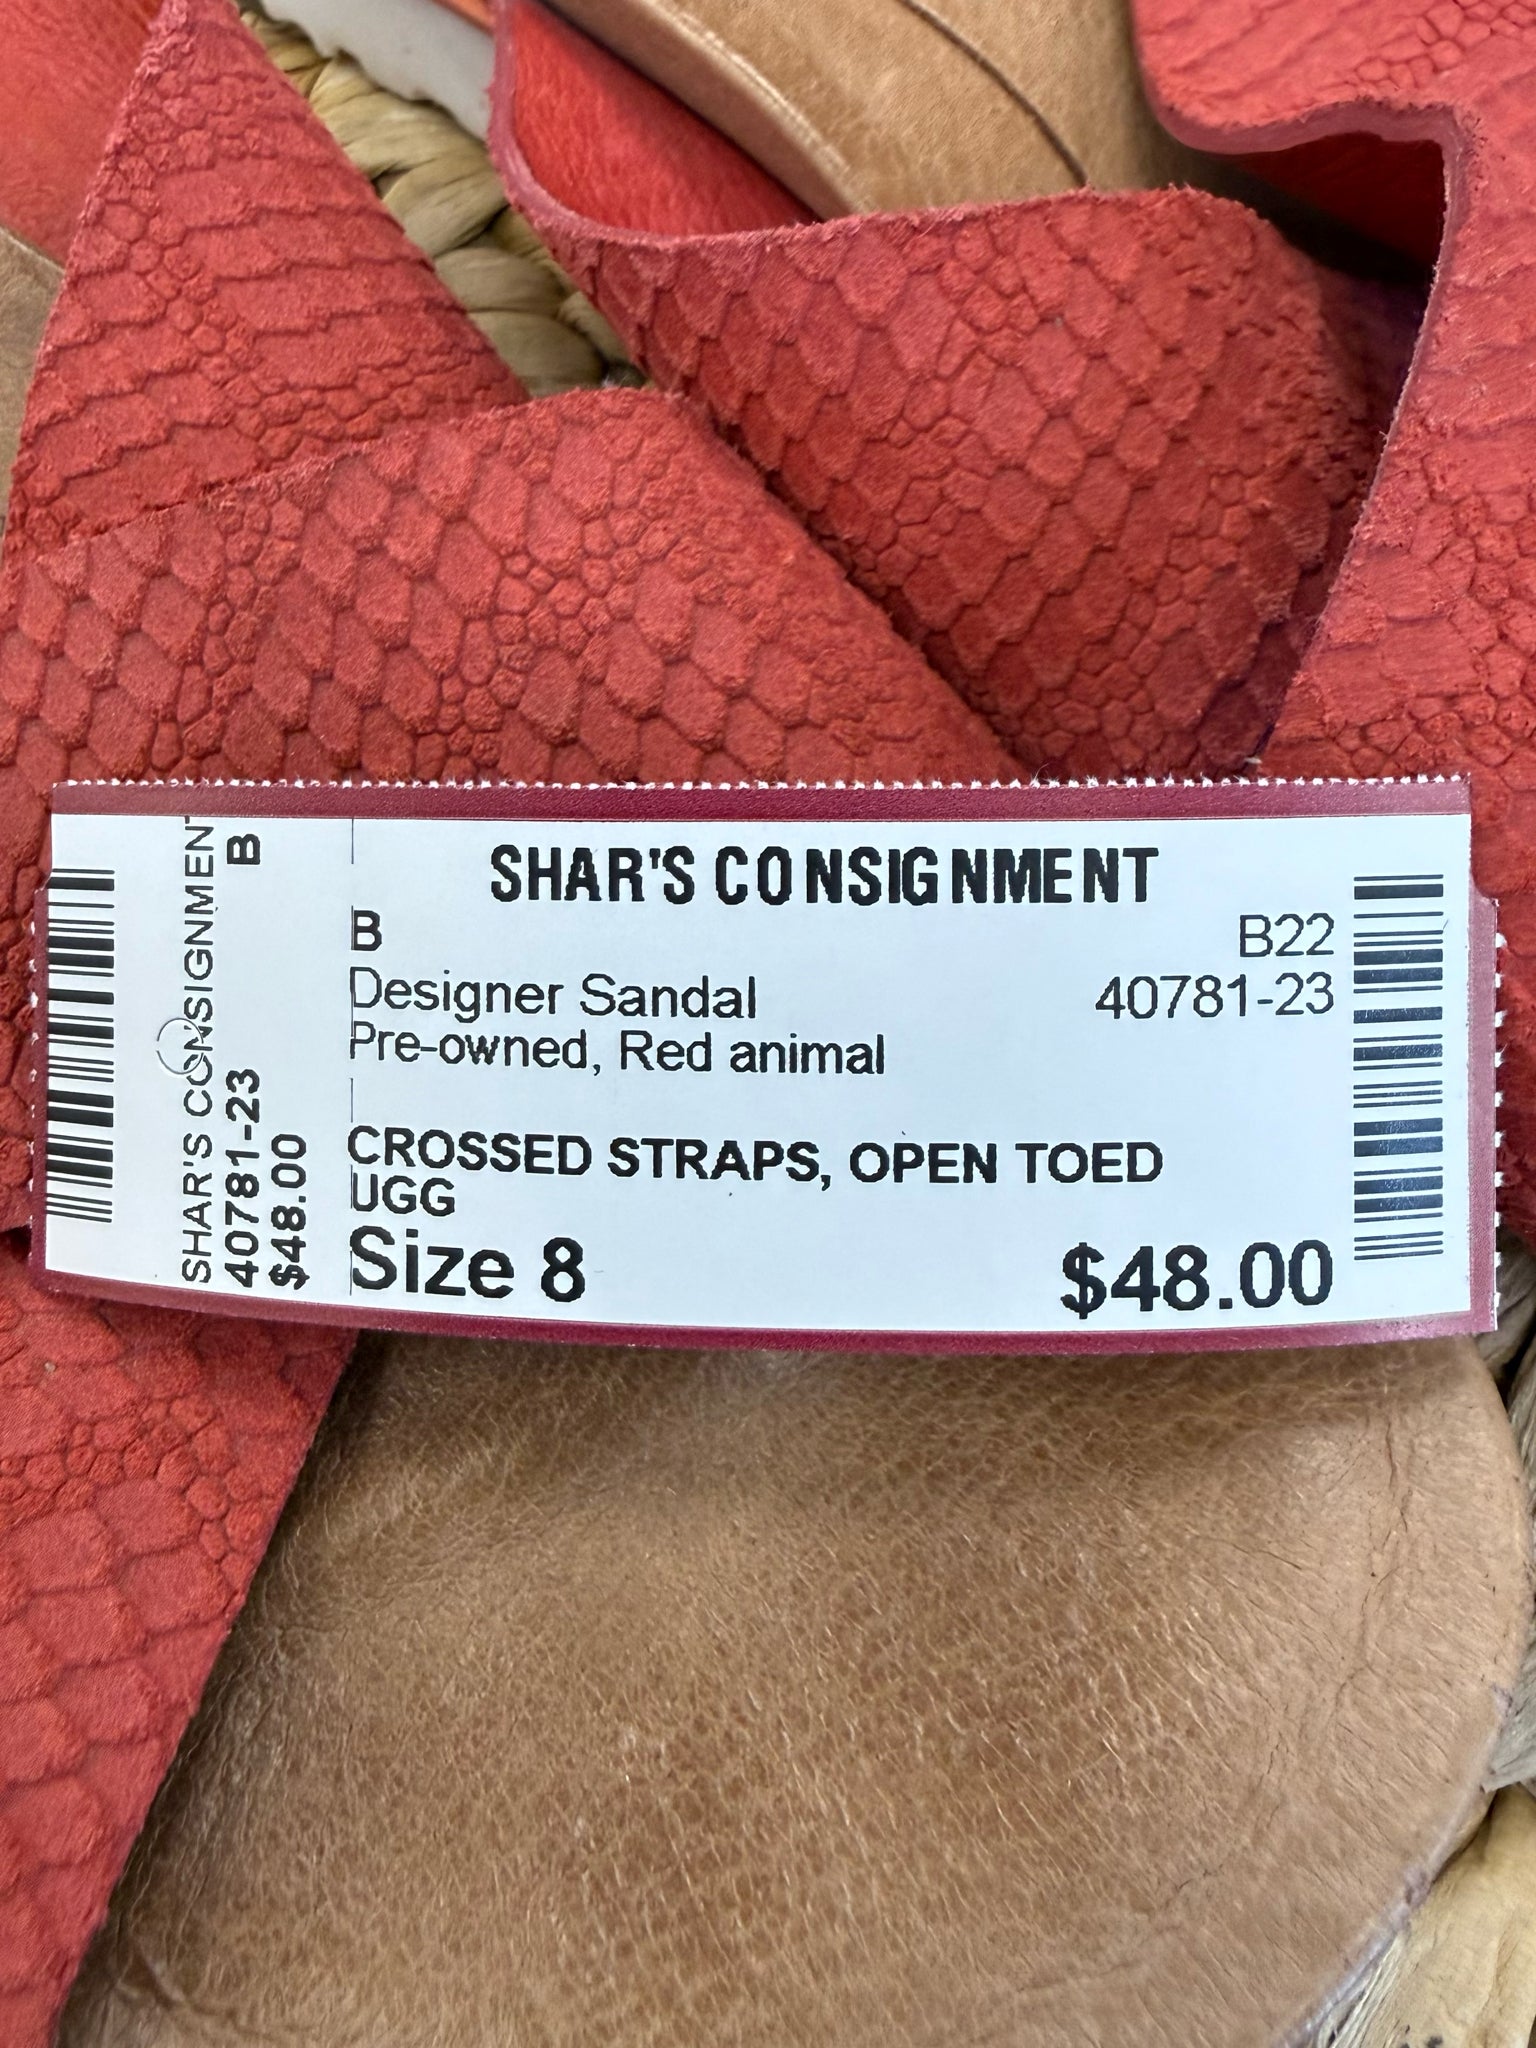 SHAR'S CONSIGNMENT
B
40781-23
$48.00
SHAR'S CONSIGNMENT
B B22
Designer Sandal 40781-23
Pre-owned, Red animal
CROSSED STRAPS, OPEN TOED
UGG
Size 8 $48.00